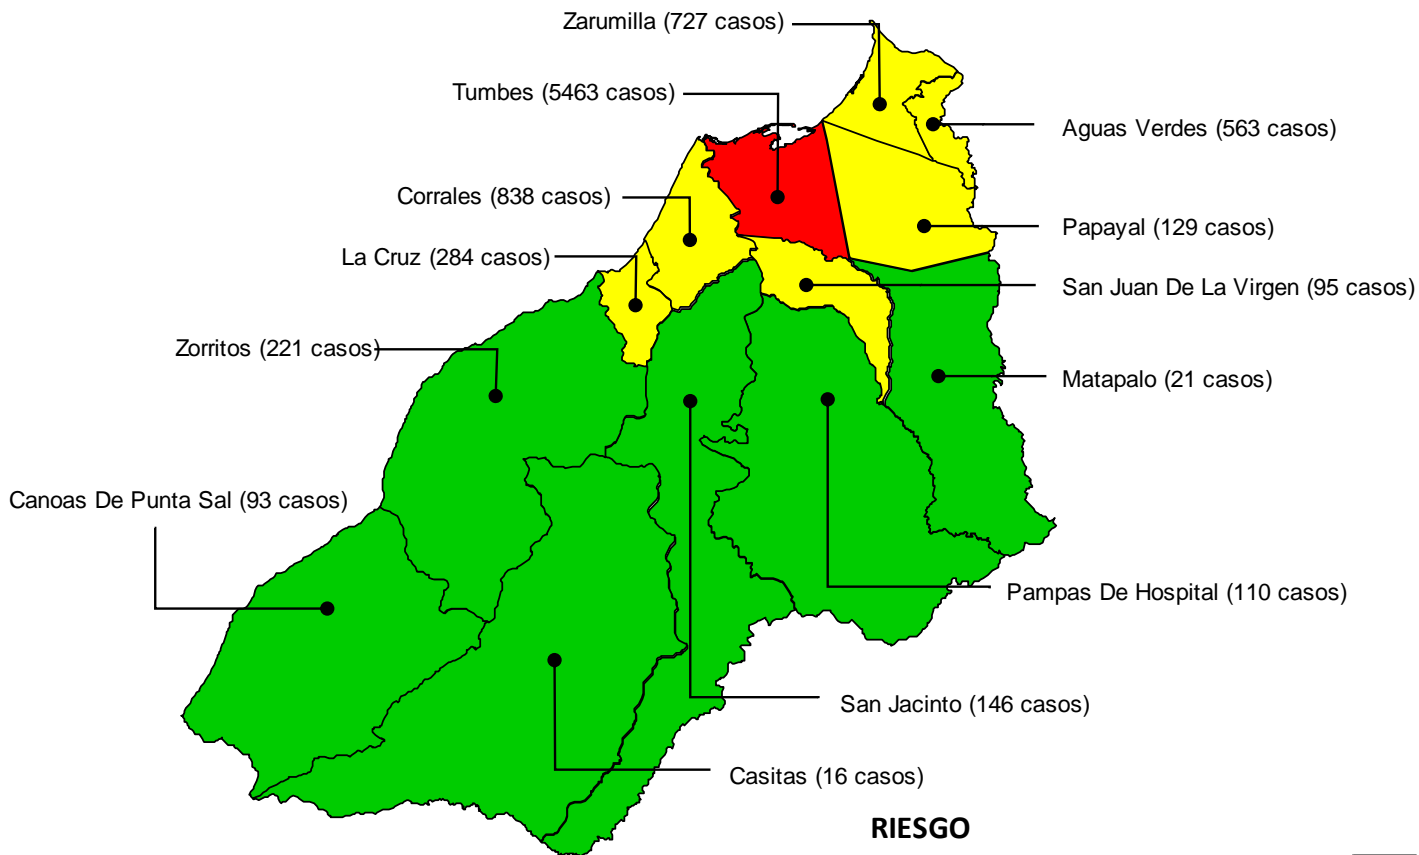 Zarumilla (727 casos)
Tumbes (5463 casos)
Aguas Verdes (563 casos)
Corrales (838 casos)
Papayal (129 casos)
La Cruz (284 casos)
San Juan De La Virgen (95 casos)
Zorritos (221 casos)
Matapalo (21 casos)
Canoas De Punta Sal (93 casos)
Pampas De Hospital (110 casos)
San Jacinto (146 casos)
Casitas (16 casos)
RIESGO